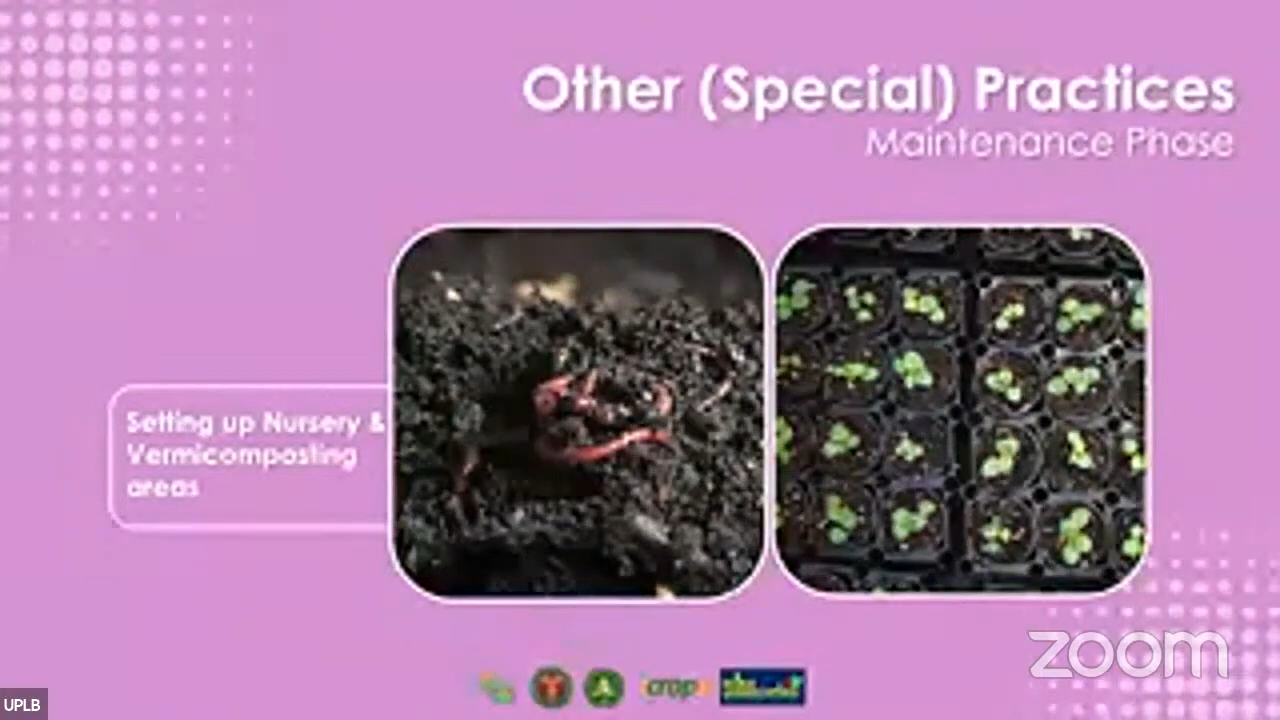 Other (Special) Practices
Maintenance Phase
Setting up Nursery &
Vermicomposting
areas
zoom
UPLB